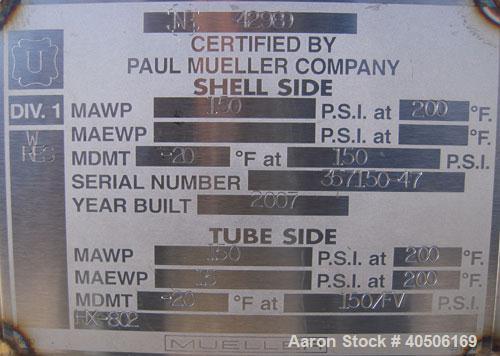 NB 42989
CERTIFIED BY
PAUL MUELLER COMPANY
SHELL SIDE
U
DIV. 1
W
RES
MAWP 150 P.S.I. at 200 °F.
MAEWP P.S.I. at °F.
MDMT -20 °F at 150 P.S.I.
SERIAL NUMBER 357150-47
YEAR BUILT 2007
TUBE SIDE
MAWP 150 P.S.I. at 200 °F.
MAEWP 15 P.S.I. at 200 °F.
MDMT -20 °F at 150/FV P.S.I.
HX-802
MUELLER
Aaron Stock # 40506169